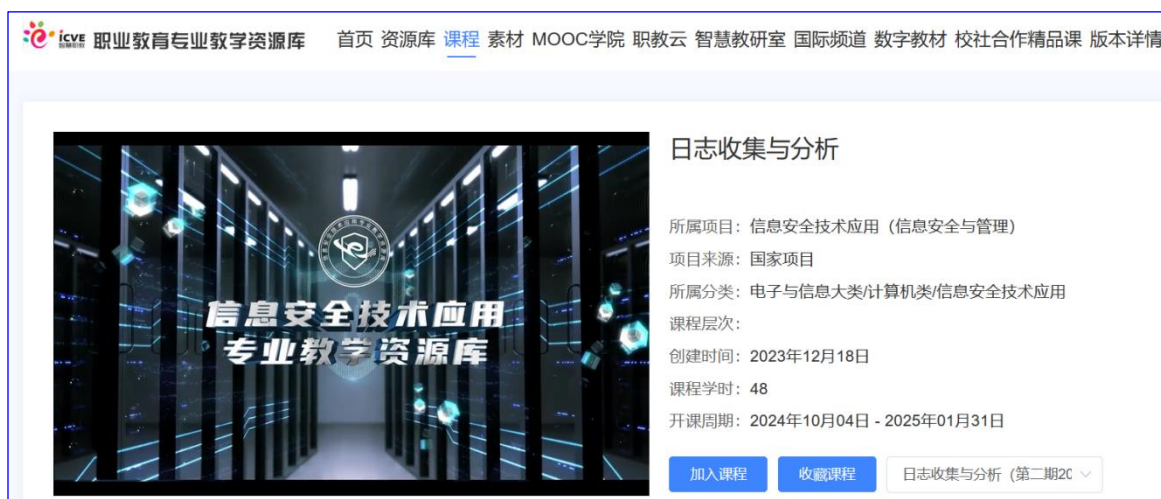 icve 智慧职教 职业教育专业教学资源库 首页 资源库 课程 素材 MOOC学院 职教云 智慧教研室 国际频道 数字教材 校社合作精品课 版本详情
日志收集与分析
信息安全技术应用
专业教学资源库
所属项目：信息安全技术应用（信息安全与管理）
项目来源：国家项目
所属分类：电子与信息大类/计算机类/信息安全技术应用
课程层次：
创建时间：2023年12月18日
课程学时：48
开课周期：2024年10月04日 - 2025年01月31日
加入课程 收藏课程 日志收集与分析（第二期20